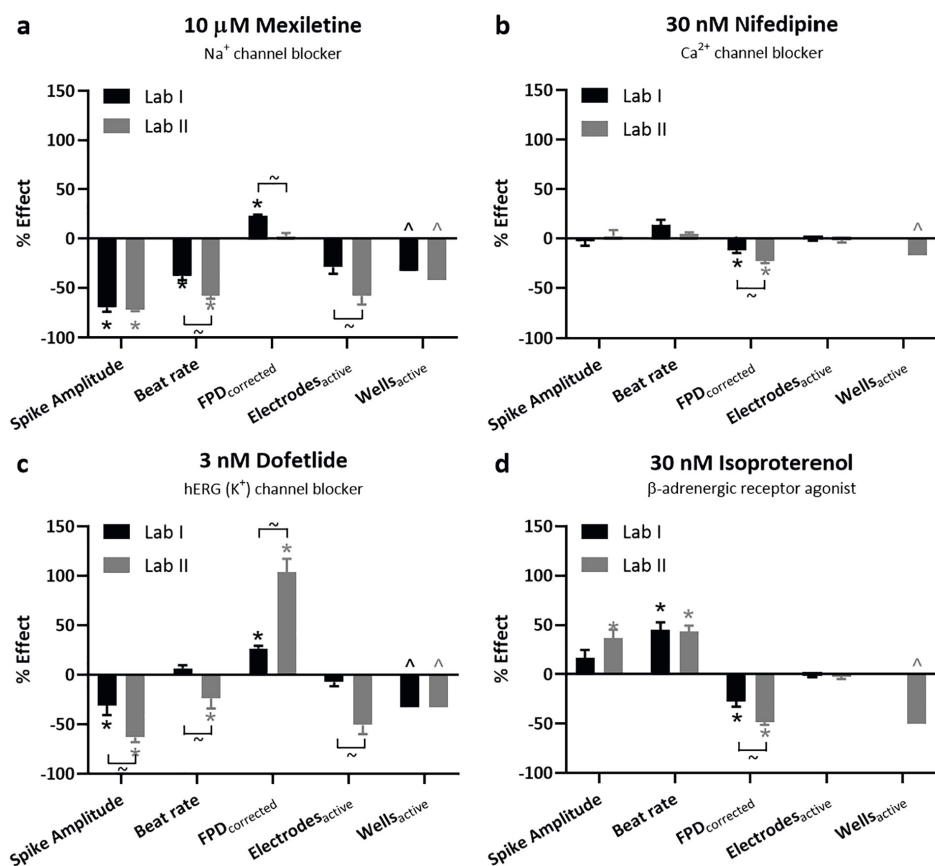 a
10 μM Mexiletine
Na⁺ channel blocker
% Effect
150
100
50
0
-50
-100
Lab I
Lab II
*
*
*
*
~
*
~
~
^
^
Spike Amplitude
Beat rate
FPDcorrected
Electrodesactive
Wellsactive
b
30 nM Nifedipine
Ca²⁺ channel blocker
% Effect
150
100
50
0
-50
-100
Lab I
Lab II
*
*
~
^
Spike Amplitude
Beat rate
FPDcorrected
Electrodesactive
Wellsactive
c
3 nM Dofetlide
hERG (K⁺) channel blocker
% Effect
150
100
50
0
-50
-100
Lab I
Lab II
*
*
~
*
~
*
*
~
~
^
^
Spike Amplitude
Beat rate
FPDcorrected
Electrodesactive
Wellsactive
d
30 nM Isoproterenol
β-adrenergic receptor agonist
% Effect
150
100
50
0
-50
-100
Lab I
Lab II
*
*
*
*
*
~
^
Spike Amplitude
Beat rate
FPDcorrected
Electrodesactive
Wellsactive